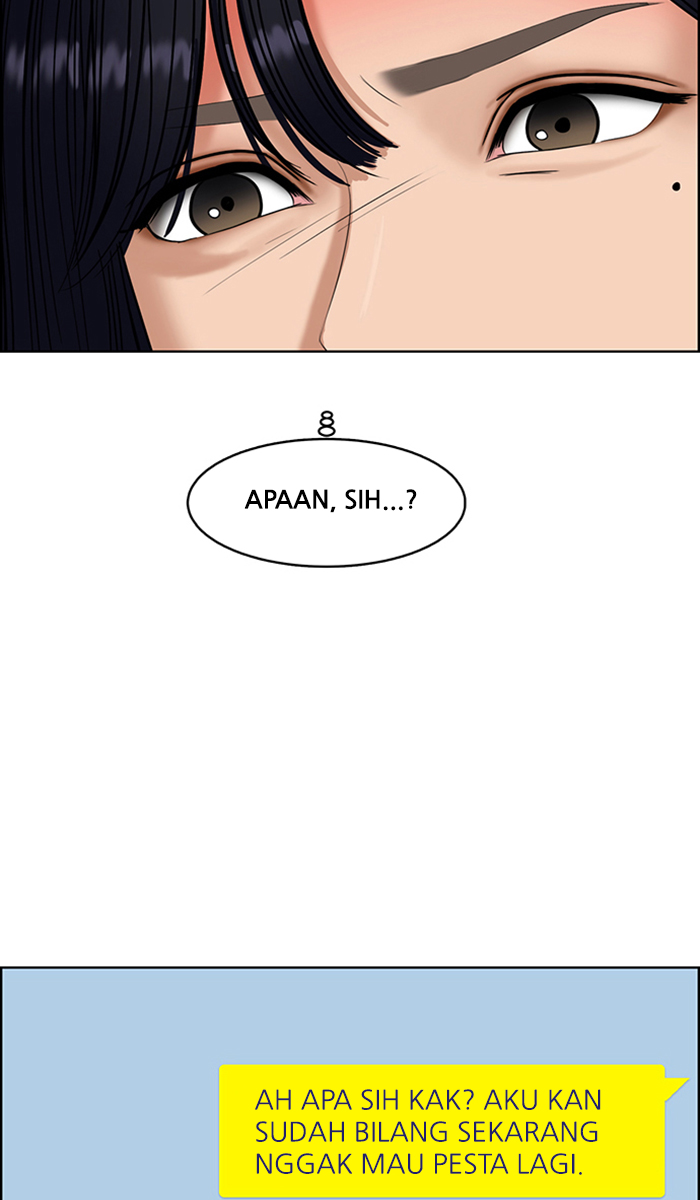 APAAN, SIH...?
AH APA SIH KAK? AKU KAN
SUDAH BILANG SEKARANG
NGGAK MAU PESTA LAGI.